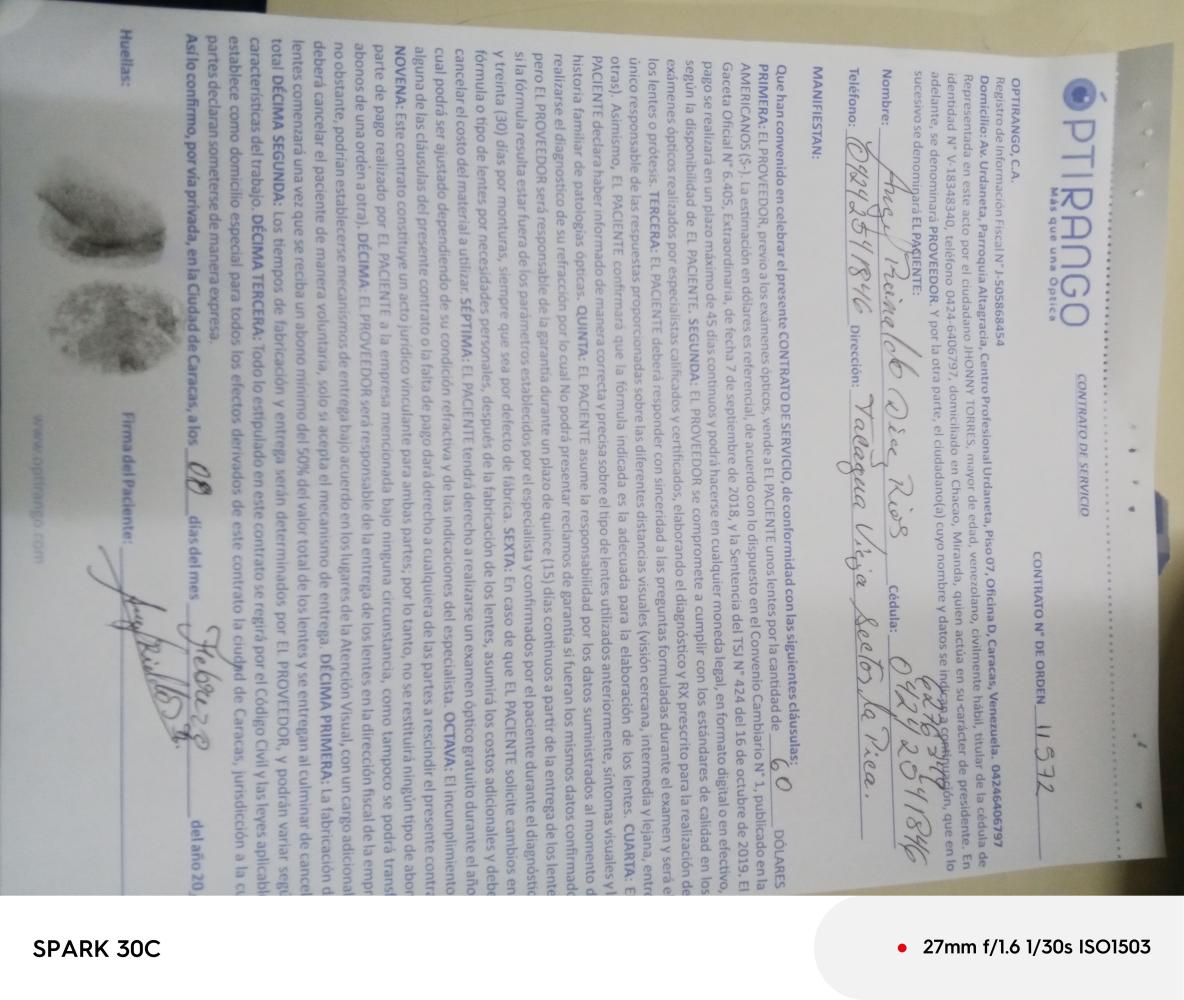 ÓPTIRANGO
Más que una Óptica
CONTRATO DE SERVICIO
CONTRATO N° DE ORDEN 11572
OPTIRANGO, C.A.
Registro de Información Fiscal N° J-505868454
Domicilio: Av. Urdaneta, Parroquia Altagracia, Centro Profesional Urdaneta, Piso 07, Oficina D, Caracas, Venezuela. 04246406797
Representada en este acto por el ciudadano JHONNY TORRES, mayor de edad, venezolano, civilmente hábil, titular de la cédula de
identidad N° V-18348340, teléfono 0424-6406797, domiciliado en Chacao, Miranda, quien actúa en su carácter de presidente. En
adelante, se denominará PROVEEDOR. Y por la otra parte, el ciudadano(a) cuyo nombre y datos se indican a continuación, que en lo
sucesivo se denominará EL PACIENTE:
Nombre: Angel Reinaldo Rios Cédula:
Teléfono: 04242541846 Dirección: Tacagua Vieja Sector la Pica.
MANIFIESTAN:
Que han convenido en celebrar el presente CONTRATO DE SERVICIO, de conformidad con las siguientes cláusulas:
PRIMERA: EL PROVEEDOR, previo a los exámenes ópticos, vende a EL PACIENTE unos lentes por la cantidad de 60 DÓLARES
AMERICANOS ($-). La estimación en dólares es referencial, de acuerdo con lo dispuesto en el Convenio Cambiario N° 1, publicado en la
Gaceta Oficial N° 6.405, Extraordinaria, de fecha 7 de septiembre de 2018, y la Sentencia del TSJ N° 424 del 16 de octubre de 2019. El
pago se realizará en un plazo máximo de 45 días continuos y podrá hacerse en cualquier moneda legal, en formato digital o en efectivo,
según la disponibilidad de EL PACIENTE. SEGUNDA: EL PROVEEDOR se compromete a cumplir con los estándares de calidad en los
exámenes ópticos realizados por especialistas calificados y certificados, elaborando el diagnóstico y RX prescrito para la realización de
los lentes o prótesis. TERCERA: EL PACIENTE deberá responder con sinceridad a las preguntas formuladas durante el examen y será el
único responsable de las respuestas proporcionadas sobre las diferentes distancias visuales (visión cercana, intermedia y lejana, entre
otras). Asimismo, EL PACIENTE confirmará que la fórmula indicada es la adecuada para la elaboración de los lentes. CUARTA: E
PACIENTE declara haber informado de manera correcta y precisa sobre el tipo de lentes utilizados anteriormente, síntomas visuales y
historia familiar de patologías ópticas. QUINTA: EL PACIENTE asume la responsabilidad por los datos suministrados al momento d
realizarse el diagnostico de su refracción por lo cual No podrá presentar reclamos de garantía si fueran los mismos datos confirmado
pero EL PROVEEDOR será responsable de la garantía durante un plazo de quince (15) días continuos a partir de la entrega de los lente
si la fórmula resulta estar fuera de los parámetros establecidos por el especialista y confirmados por el paciente durante el diagnóstic
y treinta (30) días por monturas, siempre que sea por defecto de fábrica. SEXTA: En caso de que EL PACIENTE solicite cambios en
fórmula o tipo de lentes por necesidades personales, después de la fabricación de los lentes, asumirá los costos adicionales y debe
cancelar el costo del material a utilizar. SÉPTIMA: EL PACIENTE tendrá derecho a realizarse un examen óptico gratuito durante el año
cual podrá ser ajustado dependiendo de su condición refractiva y de las indicaciones del especialista. OCTAVA: El incumplimiento
alguna de las cláusulas del presente contrato o la falta de pago dará derecho a cualquiera de las partes a rescindir el presente contra
NOVENA: Este contrato constituye un acto jurídico vinculante para ambas partes; por lo tanto, no se restituirá ningún tipo de abon
parte de pago realizado por EL PACIENTE a la empresa mencionada bajo ninguna circunstancia, como tampoco se podrá transf
abonos de una orden a otra). DÉCIMA: EL PROVEEDOR será responsable de la entrega de los lentes en la dirección fiscal de la empr
no obstante, podrían establecerse mecanismos de entrega bajo acuerdo en los lugares de la Atención Visual, con un cargo adicional
deberá cancelar el paciente de manera voluntaria, solo si acepta el mecanismo de entrega. DÉCIMA PRIMERA: La fabricación d
lentes comenzará una vez que se reciba un abono mínimo del 50% del valor total de los lentes y se entregan al culminar de cancel
total DÉCIMA SEGUNDA: Los tiempos de fabricación y entrega serán determinados por EL PROVEEDOR, y podrán variar segú
características del trabajo. DÉCIMA TERCERA: Todo lo estipulado en este contrato se regirá por el Código Civil y las leyes aplicabl
establece como domicilio especial para todos los efectos derivados de este contrato la ciudad de Caracas, jurisdicción a la cu
partes declaran someterse de manera expresa.
Así lo confirmo, por vía privada, en la Ciudad de Caracas, a los 08 días del mes Febrero del año 20
Huellas:
Firma del Paciente:
www.optirango.com
SPARK 30C
27mm f/1.6 1/30s ISO1503